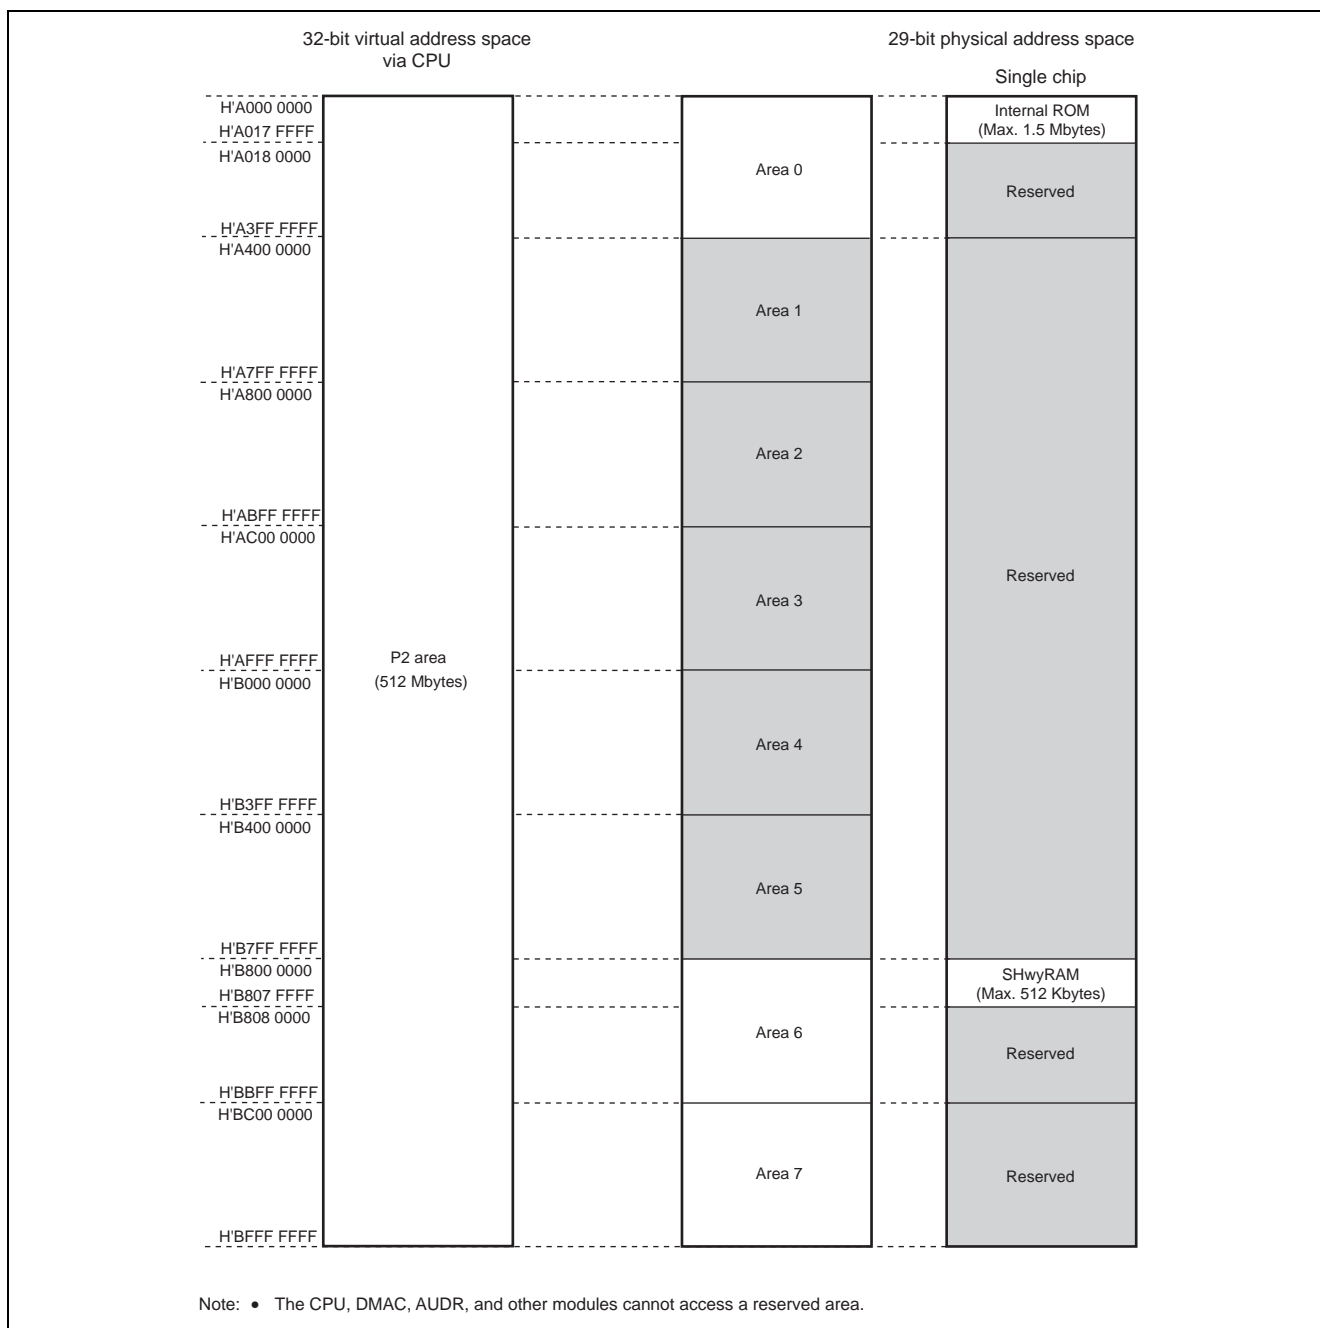 32-bit virtual address space
via CPU
29-bit physical address space
Single chip
H'A000 0000
H'A017 FFFF
H'A018 0000
H'A3FF FFFF
H'A400 0000
H'A7FF FFFF
H'A800 0000
H'ABFF FFFF
H'AC00 0000
H'AFFF FFFF
H'B000 0000
H'B3FF FFFF
H'B400 0000
H'B7FF FFFF
H'B800 0000
H'B807 FFFF
H'B808 0000
H'BBFF FFFF
H'BC00 0000
H'BFFF FFFF
P2 area
(512 Mbytes)
Area 0
Area 1
Area 2
Area 3
Area 4
Area 5
Area 6
Area 7
Internal ROM
(Max. 1.5 Mbytes)
Reserved
Reserved
SHwyRAM
(Max. 512 Kbytes)
Reserved
Reserved
Note: • The CPU, DMAC, AUDR, and other modules cannot access a reserved area.